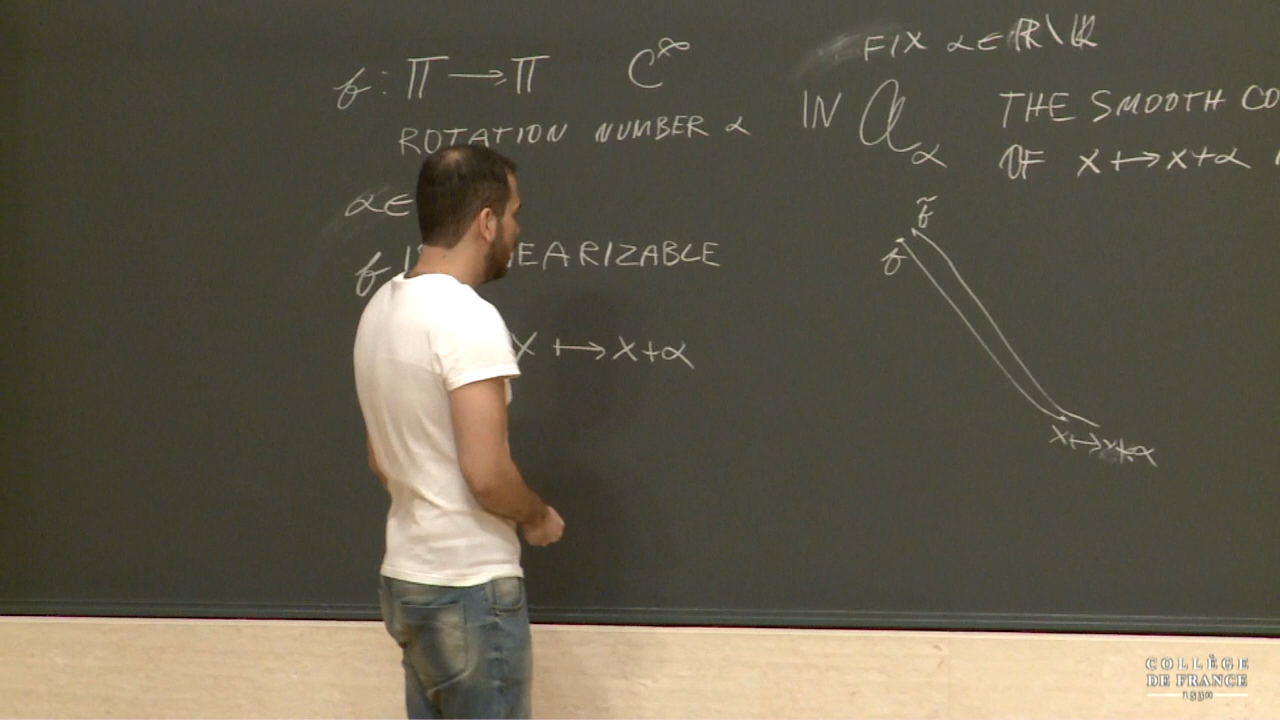 f : 𝕋 → 𝕋 C^∞
ROTATION NUMBER α
α ∈
f EARIZABLE
X ↦ X+α
FIX α ∈ ℝ\ℚ
IN 𝒜_α THE SMOOTH CO
OF X ↦ X+α
f̃
f
X ↦ X+α
COLLÈGE
DE FRANCE
1530